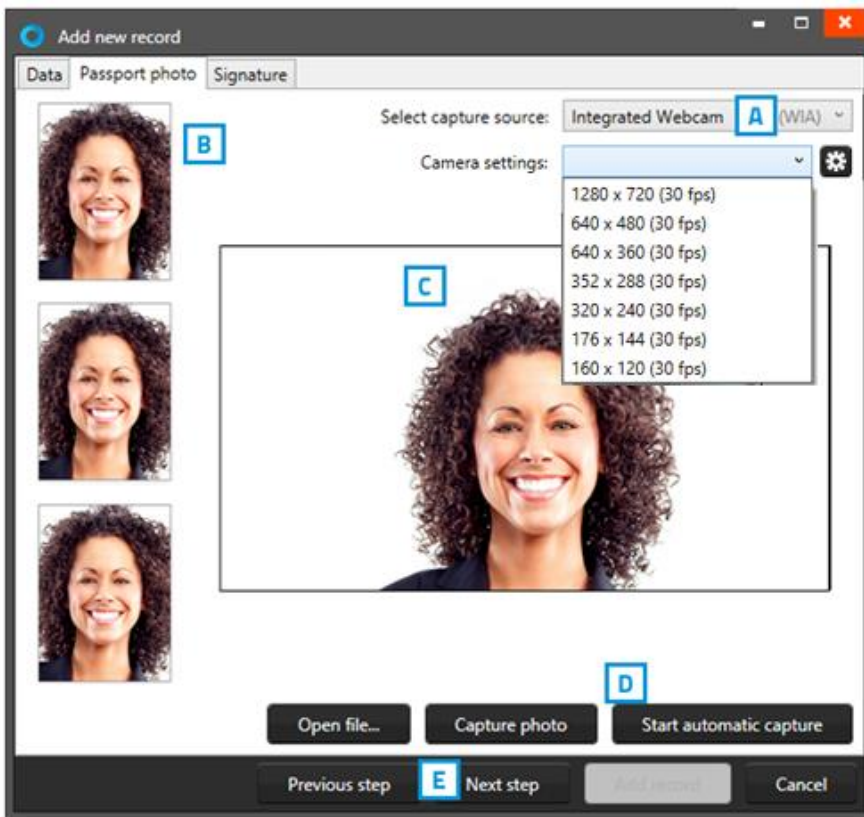 Add new record
Data Passport photo Signature
B
Select capture source: Integrated Webcam A (WIA)
Camera settings:
1280 x 720 (30 fps)
640 x 480 (30 fps)
640 x 360 (30 fps)
352 x 288 (30 fps)
320 x 240 (30 fps)
176 x 144 (30 fps)
160 x 120 (30 fps)
C
D
Open file... Capture photo Start automatic capture
Previous step E Next step Add record Cancel